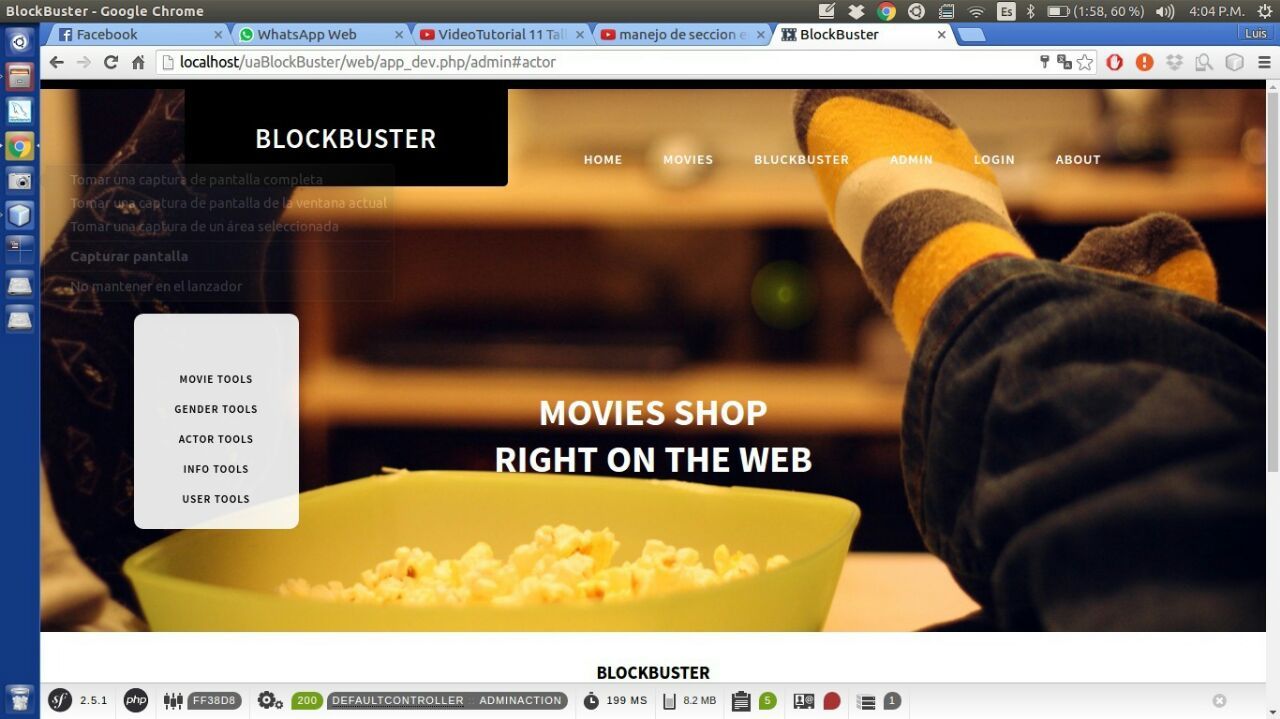 BlockBuster - Google Chrome
Es
(1:58, 60 %)
4:04 P.M.
Facebook
WhatsApp Web
VideoTutorial 11 Tall
manejo de seccion e
BlockBuster
Luis
localhost/uaBlockBuster/web/app_dev.php/admin#actor
BLOCKBUSTER
HOME
MOVIES
BLUCKBUSTER
ADMIN
LOGIN
ABOUT
Tomar una captura de pantalla completa
Tomar una captura de pantalla de la ventana actual
Tomar una captura de un área seleccionada
Capturar pantalla
No mantener en el lanzador
MOVIE TOOLS
GENDER TOOLS
ACTOR TOOLS
INFO TOOLS
USER TOOLS
MOVIES SHOP
RIGHT ON THE WEB
BLOCKBUSTER
sf 2.5.1 php FF38D8 200 DEFAULTCONTROLLER :: ADMINACTION 199 MS 8.2 MB 5 1